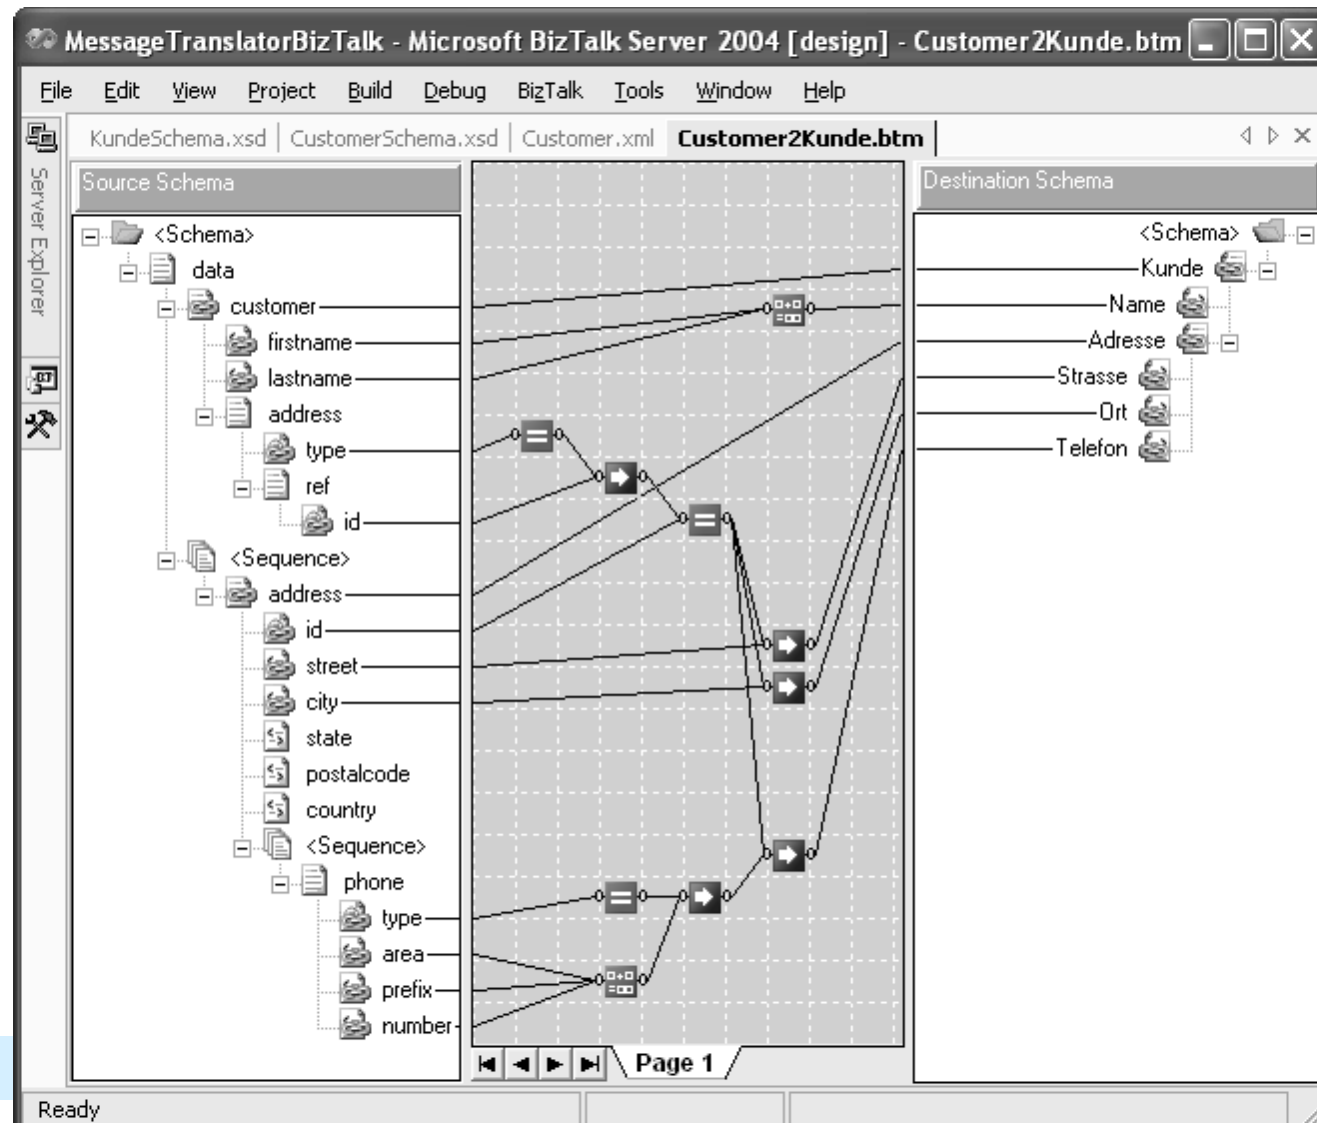 MessageTranslatorBizTalk - Microsoft BizTalk Server 2004 [design] - Customer2Kunde.btm
File Edit View Project Build Debug BizTalk Tools Window Help
KundeSchema.xsd CustomerSchema.xsd Customer.xml Customer2Kunde.btm
Server Explorer
Source Schema
<Schema>
data
customer
firstname
lastname
address
type
ref
id
<Sequence>
address
id
street
city
state
postalcode
country
<Sequence>
phone
type
area
prefix
number
Page 1
Destination Schema
<Schema>
Kunde
Name
Adresse
Strasse
Ort
Telefon
Ready